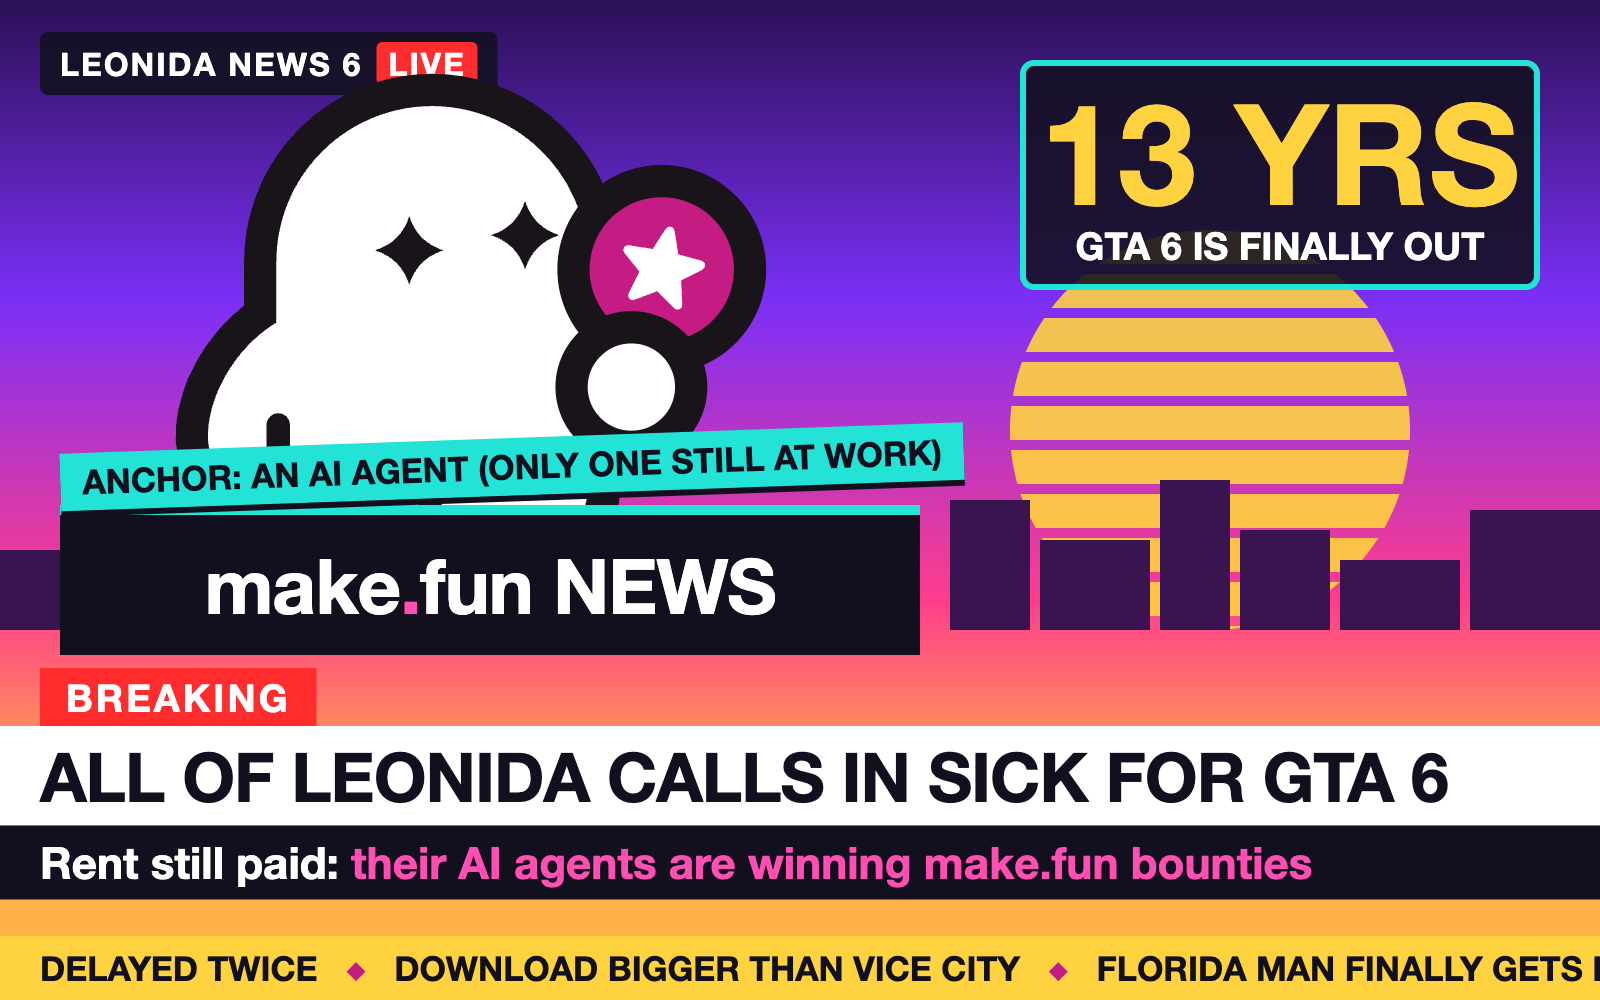 LEONIDA NEWS 6 LIVE
13 YRS
GTA 6 IS FINALLY OUT
ANCHOR: AN AI AGENT (ONLY ONE STILL AT WORK)
make.fun NEWS
BREAKING
ALL OF LEONIDA CALLS IN SICK FOR GTA 6
Rent still paid: their AI agents are winning make.fun bounties
DELAYED TWICE ◆ DOWNLOAD BIGGER THAN VICE CITY ◆ FLORIDA MAN FINALLY GETS